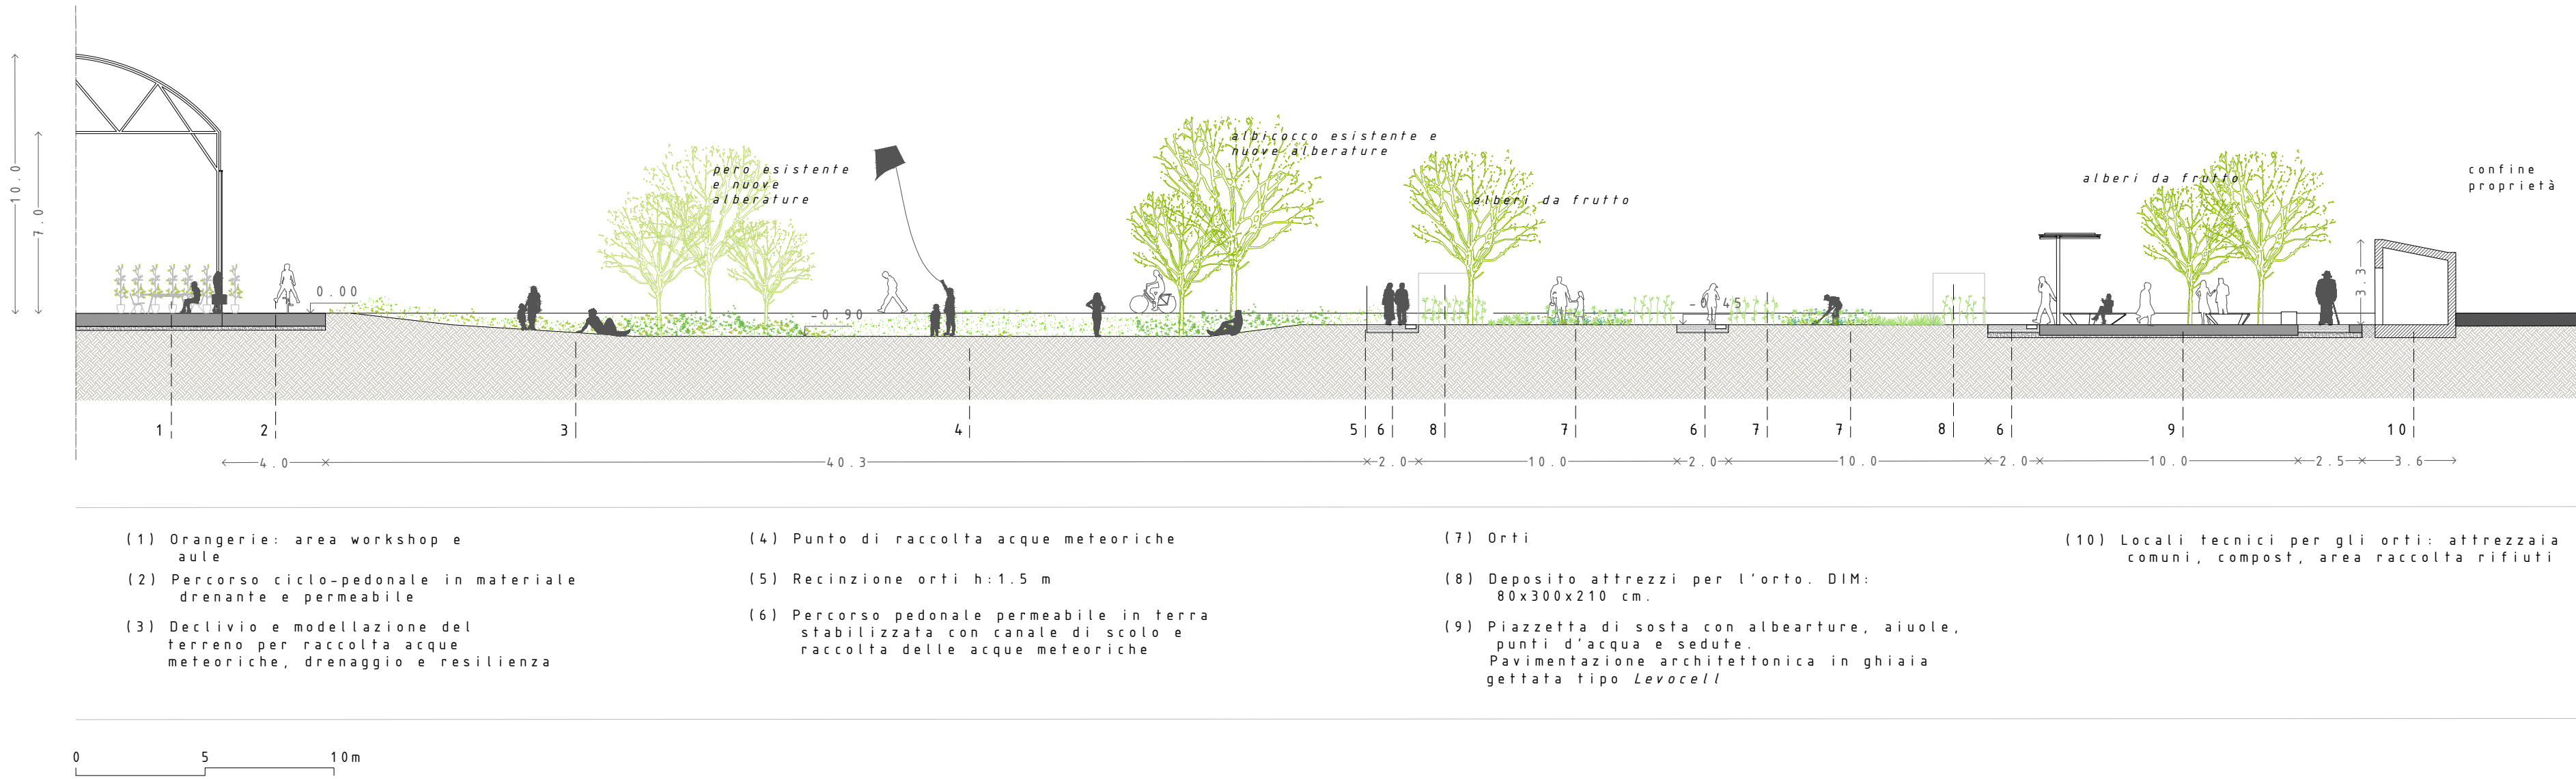 10.0
7.0
0.00
pero esistente
e nuove
alberature
-0.90
albicocco esistente e
nuove alberature
alberi da frutto
-0.45
alberi da frutto
3.3
confine
proprietà
1
2
3
4
5
6
8
7
6
7
7
8
6
9
10
4.0
40.3
2.0
10.0
2.0
10.0
2.0
10.0
2.5
3.6
(1) Orangerie: area workshop e
aule
(2) Percorso ciclo-pedonale in materiale
drenante e permeabile
(3) Declivio e modellazione del
terreno per raccolta acque
meteoriche, drenaggio e resilienza
(4) Punto di raccolta acque meteoriche
(5) Recinzione orti h:1.5 m
(6) Percorso pedonale permeabile in terra
stabilizzata con canale di scolo e
raccolta delle acque meteoriche
(7) Orti
(8) Deposito attrezzi per l'orto. DIM:
80x300x210 cm.
(9) Piazzetta di sosta con albearture, aiuole,
punti d'acqua e sedute.
Pavimentazione architettonica in ghiaia
gettata tipo Levocell
(10) Locali tecnici per gli orti: attrezzaia
comuni, compost, area raccolta rifiuti
0 5 10m